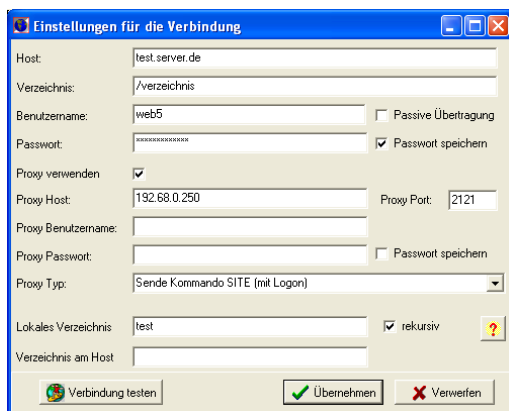 Einstellungen für die Verbindung
Host: test.server.de
Verzeichnis: /verzeichnis
Benutzername: web5 Passive Übertragung
Passwort: ************* Passwort speichern
Proxy verwenden
Proxy Host: 192.68.0.250 Proxy Port: 2121
Proxy Benutzername:
Proxy Passwort: Passwort speichern
Proxy Typ: Sende Kommando SITE (mit Logon)
Lokales Verzeichnis test rekursiv ?
Verzeichnis am Host
Verbindung testen Übernehmen Verwerfen